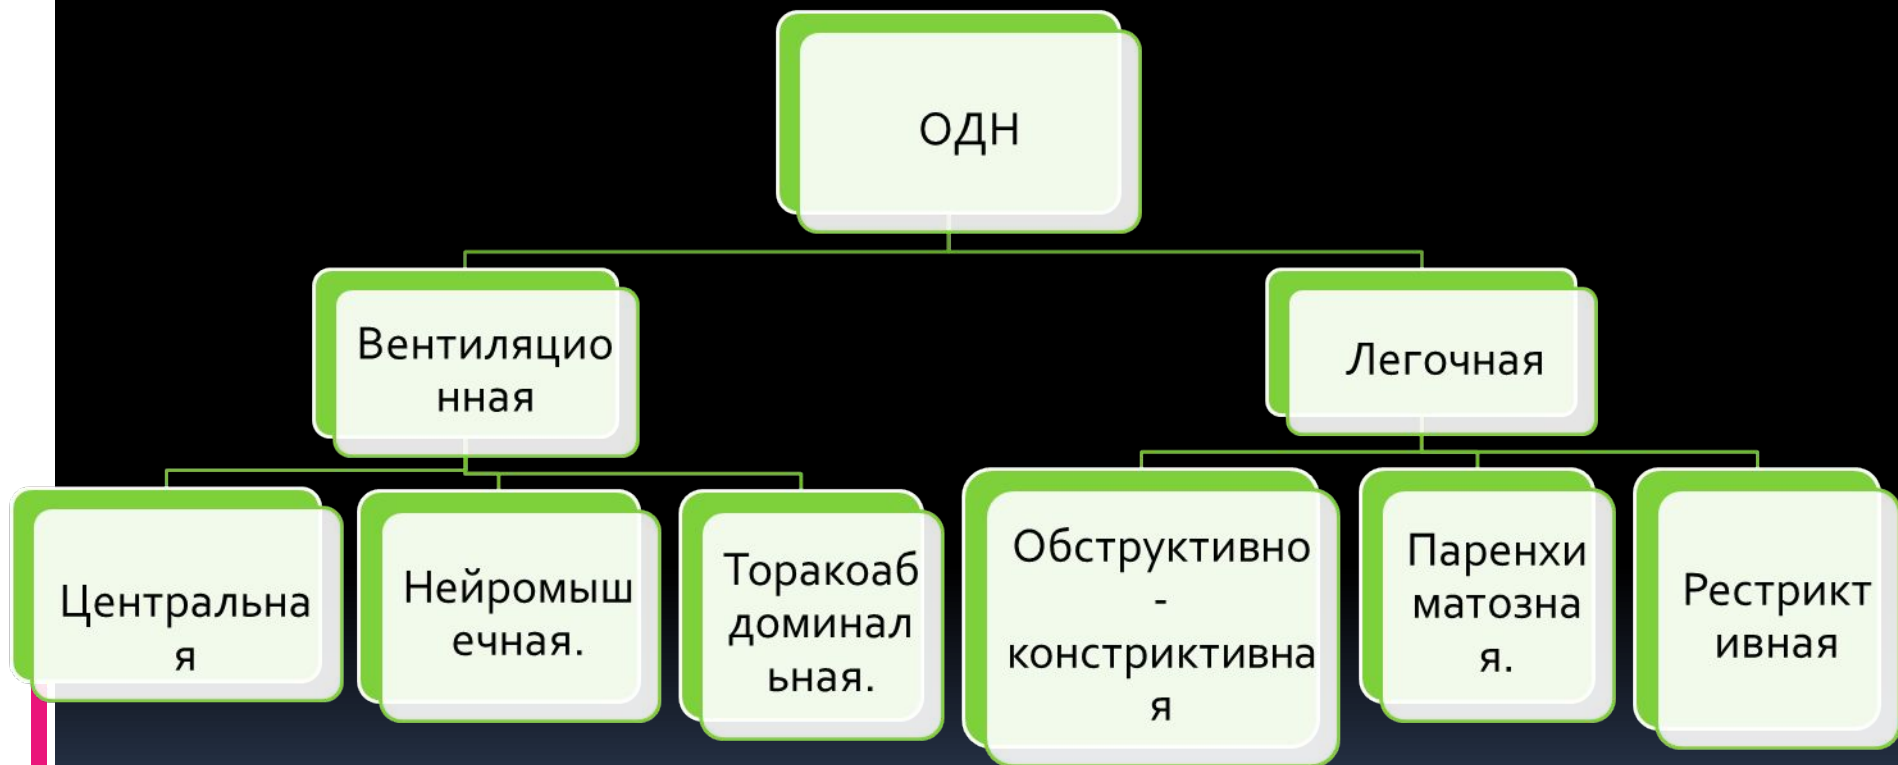 ОДН
Вентиляцио
нная
Легочная
Центральна
я
Нейромыш
ечная.
Торакоаб
доминал
ьная.
Обструктивно
-
констриктивна
я
Паренхи
матозна
я.
Рестрикт
ивная